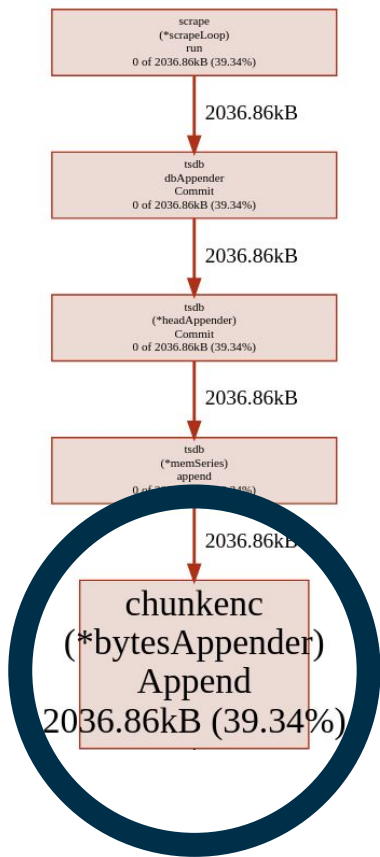 scrape
(*scrapeLoop)
run
0 of 2036.86kB (39.34%)
2036.86kB
tsdb
dbAppender
Commit
0 of 2036.86kB (39.34%)
2036.86kB
tsdb
(*headAppender)
Commit
0 of 2036.86kB (39.34%)
2036.86kB
tsdb
(*memSeries)
append
2036.86kB
chunkenc
(*bytesAppender)
Append
2036.86kB (39.34%)